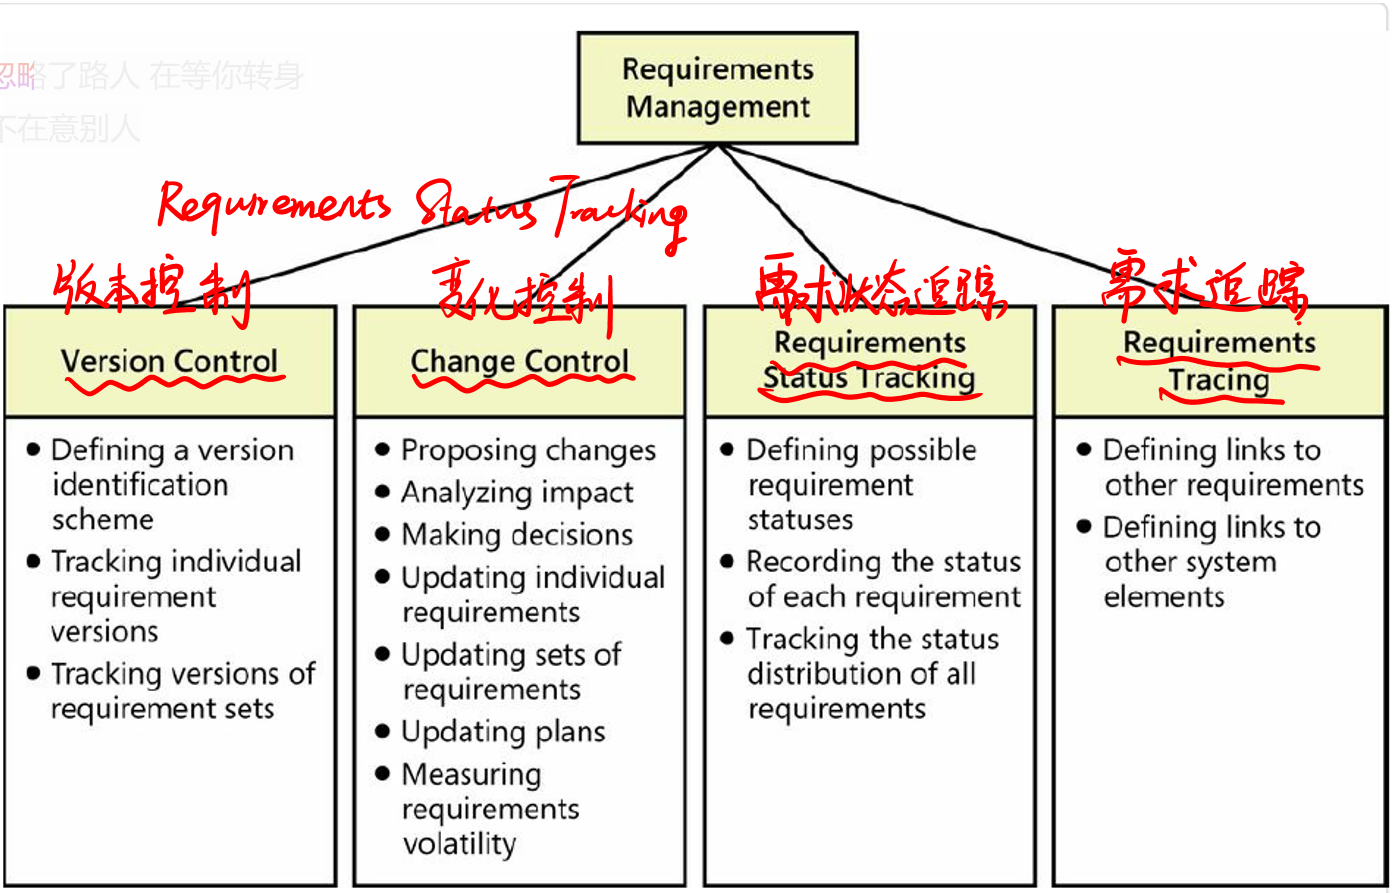 忽略了路人 在等你转身
不在意别人
Requirements
Management
Requirements Status Tracking
版本控制
变化控制
需求状态追踪
需求追踪
Version Control
Change Control
Requirements
Status Tracking
Requirements
Tracing
• Defining a version
identification
scheme
• Tracking individual
requirement
versions
• Tracking versions of
requirement sets
• Proposing changes
• Analyzing impact
• Making decisions
• Updating individual
requirements
• Updating sets of
requirements
• Updating plans
• Measuring
requirements
volatility
• Defining possible
requirement
statuses
• Recording the status
of each requirement
• Tracking the status
distribution of all
requirements
• Defining links to
other requirements
• Defining links to
other system
elements